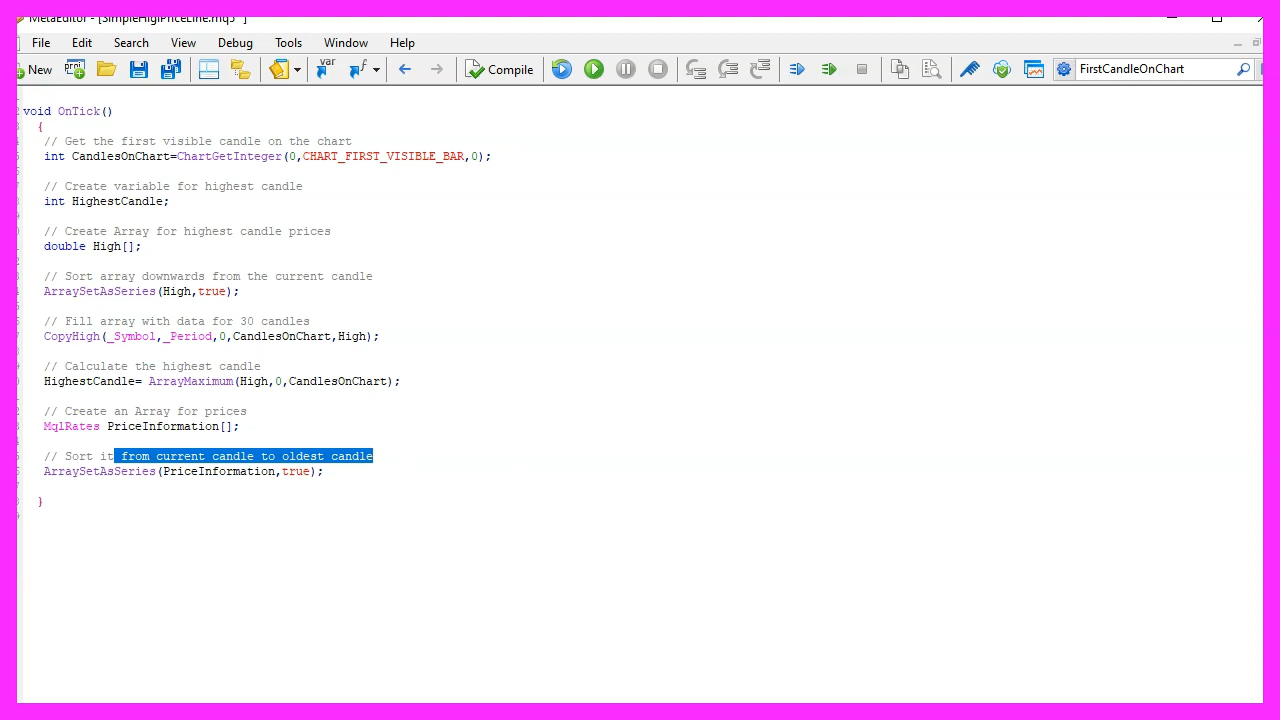 MetaEditor - [SimpleHighPriceLine.mq5 *]
File Edit Search View Debug Tools Window Help
New var Compile FirstCandleOnChart
void OnTick()
{
// Get the first visible candle on the chart
int CandlesOnChart=ChartGetInteger(0,CHART_FIRST_VISIBLE_BAR,0);
// Create variable for highest candle
int HighestCandle;
// Create Array for highest candle prices
double High[];
// Sort array downwards from the current candle
ArraySetAsSeries(High,true);
// Fill array with data for 30 candles
CopyHigh(_Symbol,_Period,0,CandlesOnChart,High);
// Calculate the highest candle
HighestCandle= ArrayMaximum(High,0,CandlesOnChart);
// Create an Array for prices
MqlRates PriceInformation[];
// Sort it from current candle to oldest candle
ArraySetAsSeries(PriceInformation,true);
}